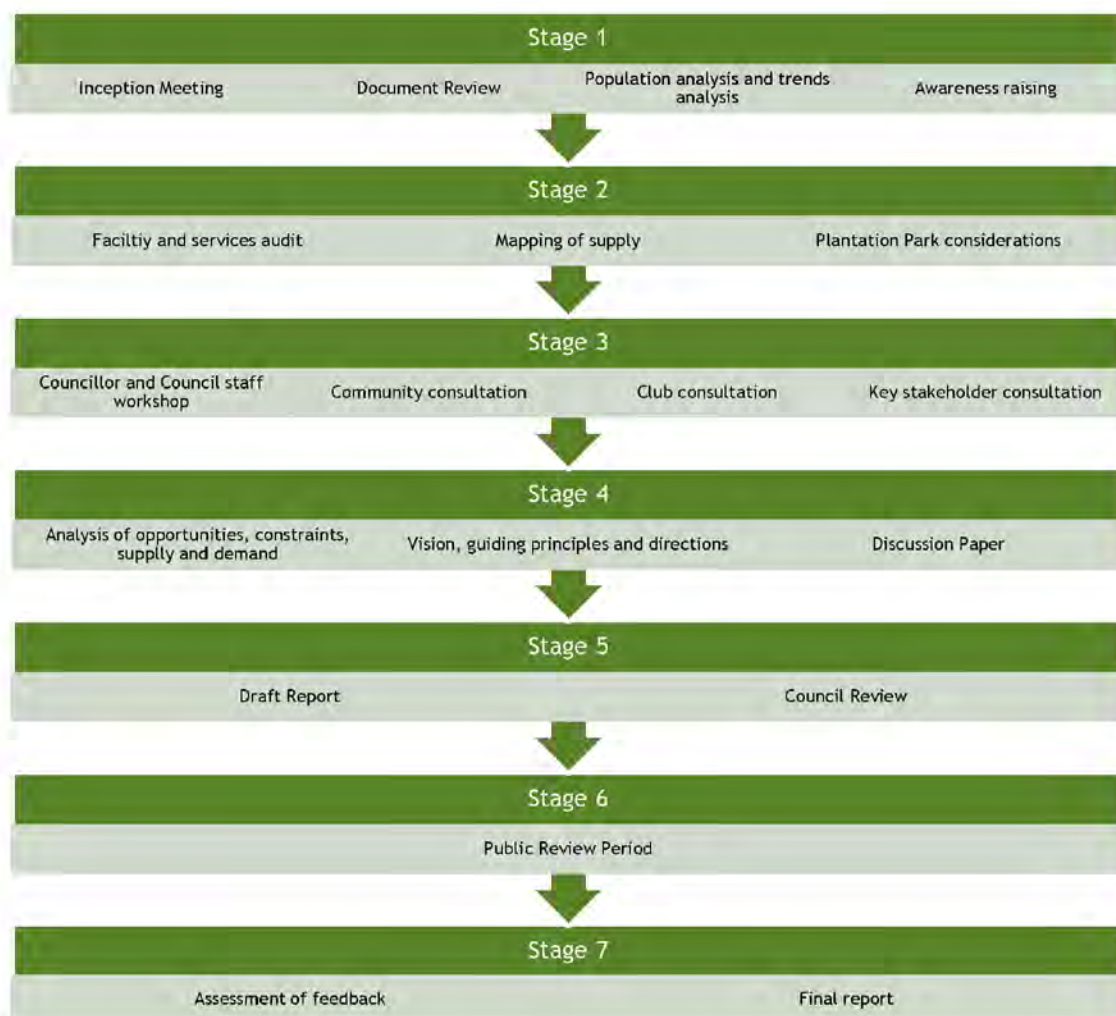 Stage 1
Inception Meeting
Document Review
Population analysis and trends
analysis
Awareness raising
Stage 2
Faciltiy and services audit
Mapping of supply
Plantation Park considerations
Stage 3
Councillor and Council staff
workshop
Community consultation
Club consultation
Key stakeholder consultation
Stage 4
Analysis of opportunities, constraints,
supplly and demand
Vision, guiding principles and directions
Discussion Paper
Stage 5
Draft Report
Council Review
Stage 6
Public Review Period
Stage 7
Assessment of feedback
Final report